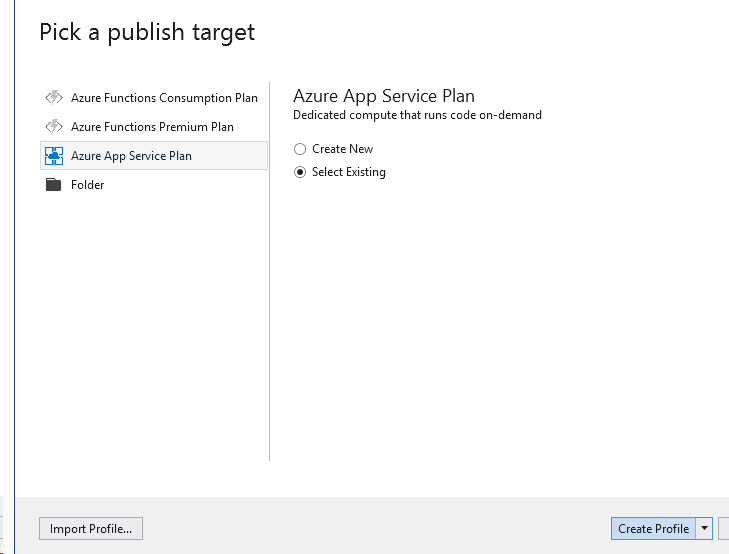 Pick a publish target
Azure Functions Consumption Plan
Azure Functions Premium Plan
Azure App Service Plan
Folder
Azure App Service Plan
Dedicated compute that runs code on-demand
Create New
Select Existing
Import Profile...
Create Profile